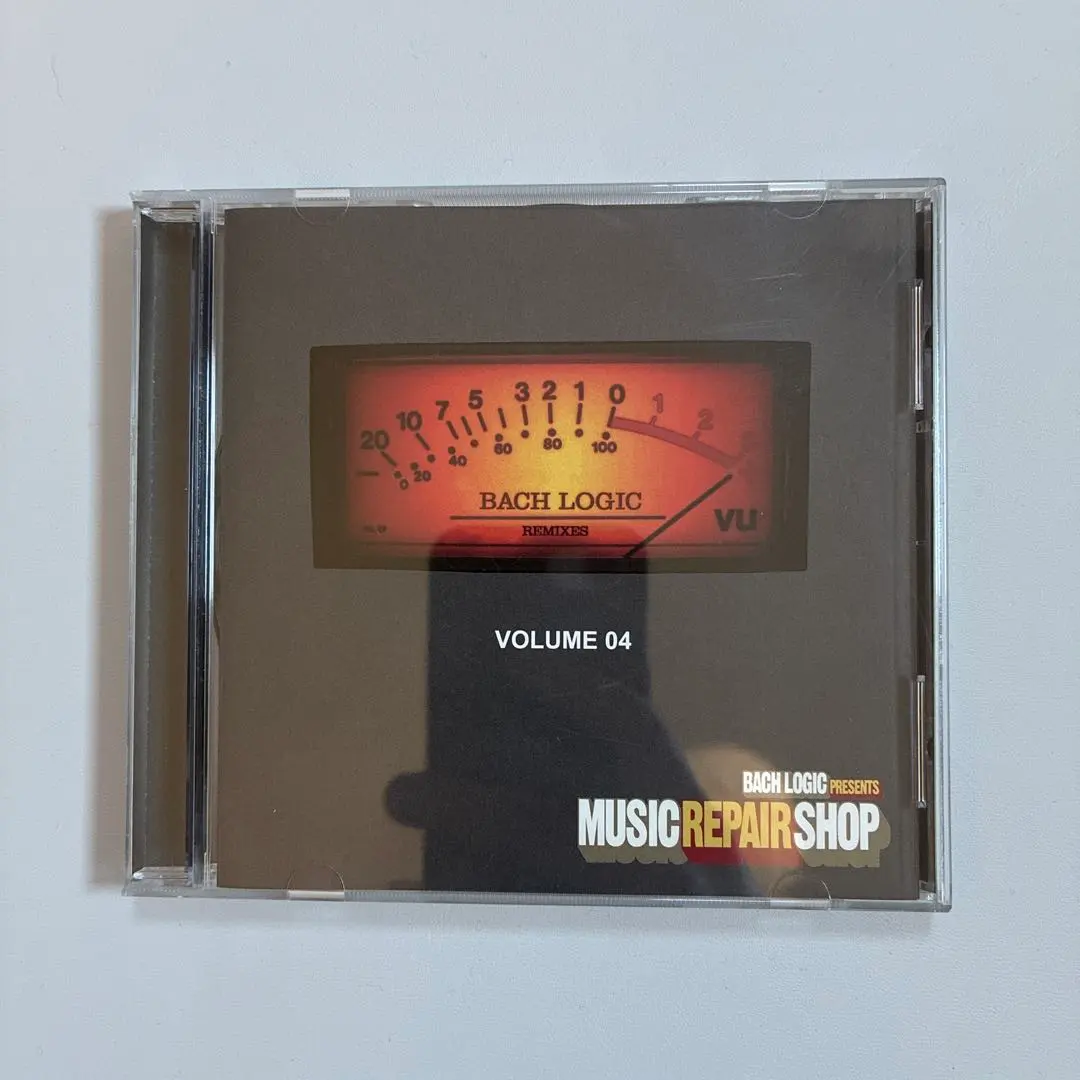 20 10 7 5 3 2 1 0 1 2
0 20 40 60 80 100
BACH LOGIC
VU
REMIXES
VOLUME 04
BACH LOGIC PRESENTS
MUSIC REPAIR SHOP